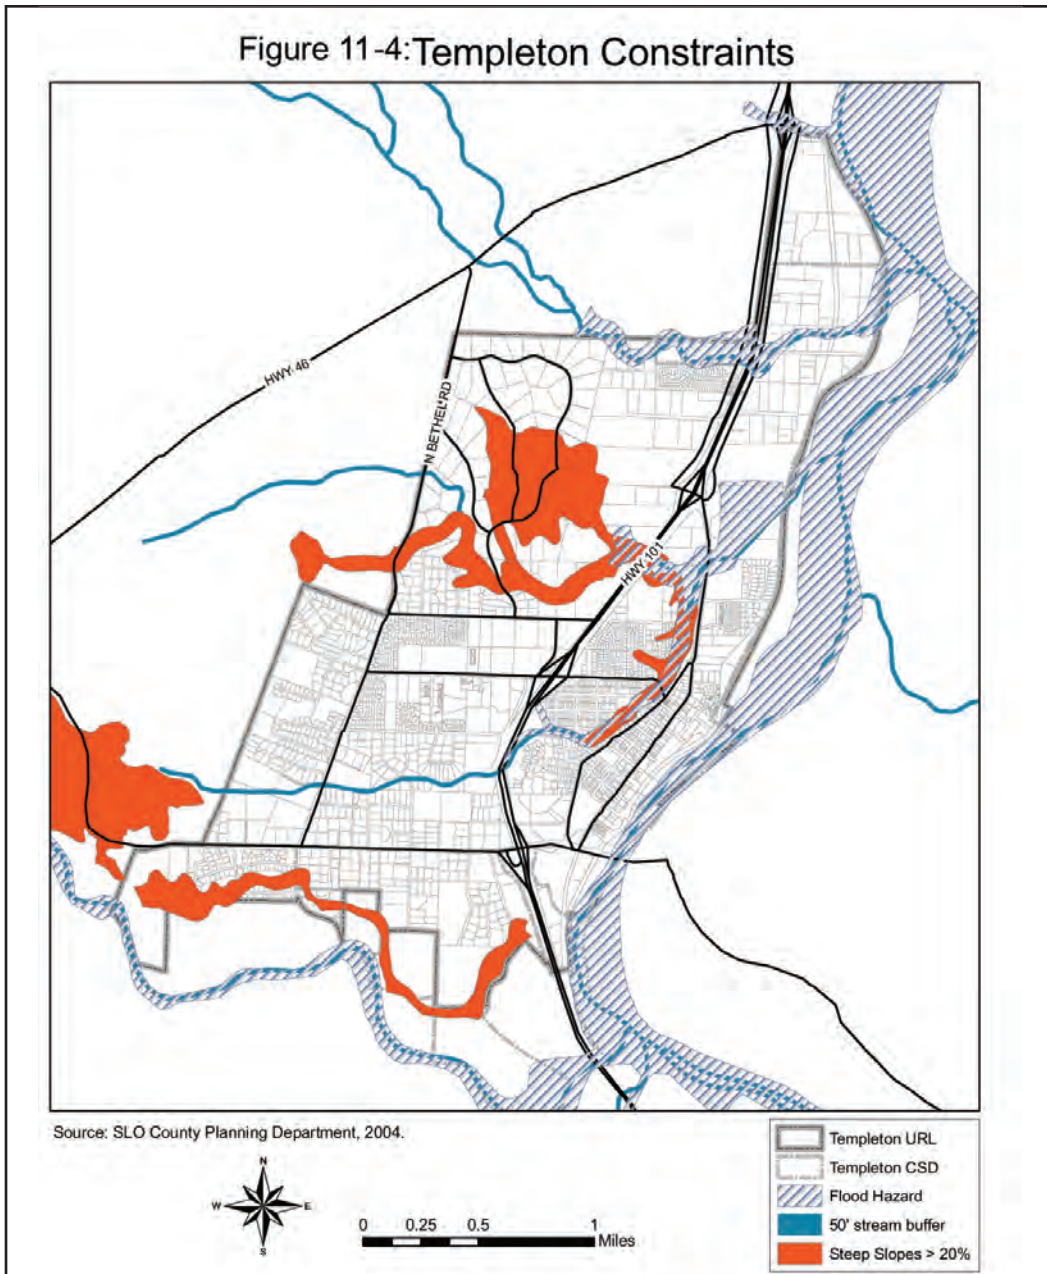 Figure 11-4: Templeton Constraints
HWY 46
N BETHEL RD
HWY 101
Source: SLO County Planning Department, 2004.
N
W E
S
0 0.25 0.5 1
Miles
Templeton URL
Templeton CSD
Flood Hazard
50' stream buffer
Steep Slopes > 20%